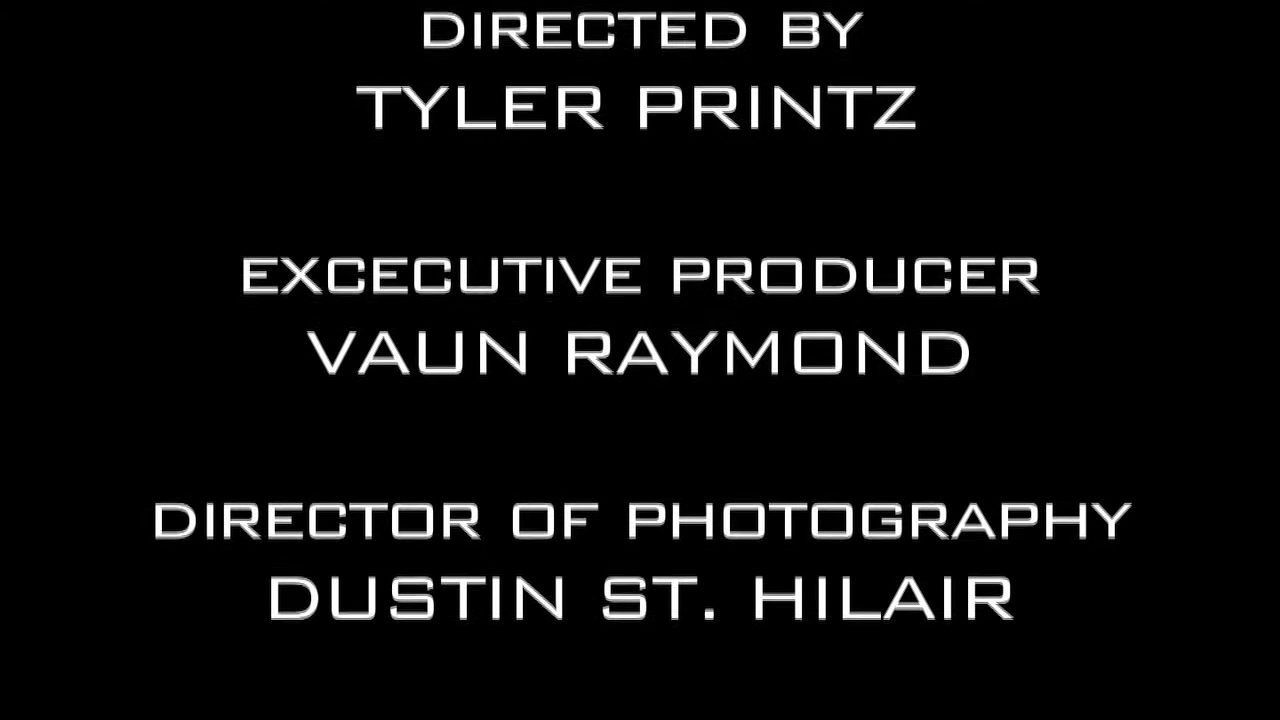 DIRECTED BY
TYLER PRINTZ
EXCECUTIVE PRODUCER
VAUN RAYMOND
DIRECTOR OF PHOTOGRAPHY
DUSTIN ST. HILAIR